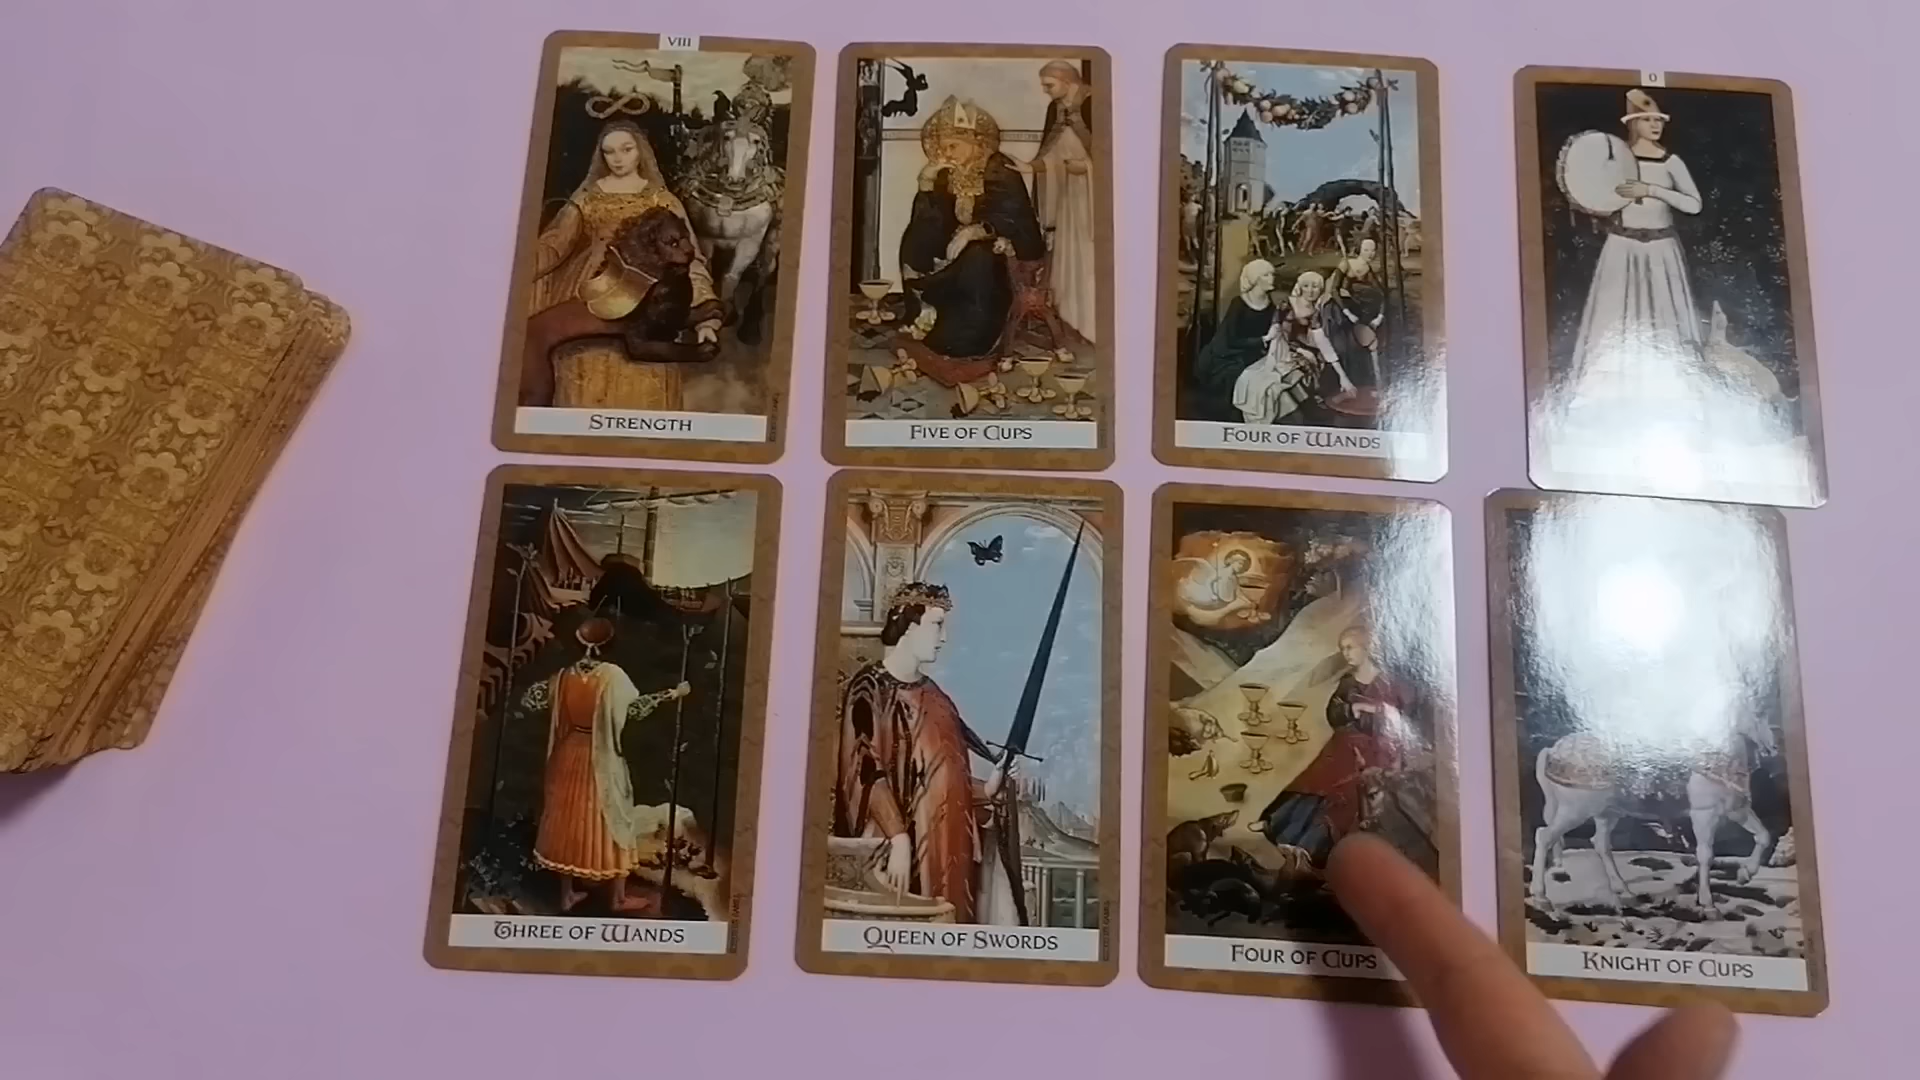 VIII
STRENGTH
FIVE OF CUPS
FOUR OF WANDS
0
THREE OF WANDS
QUEEN OF SWORDS
FOUR OF CUPS
KNIGHT OF CUPS